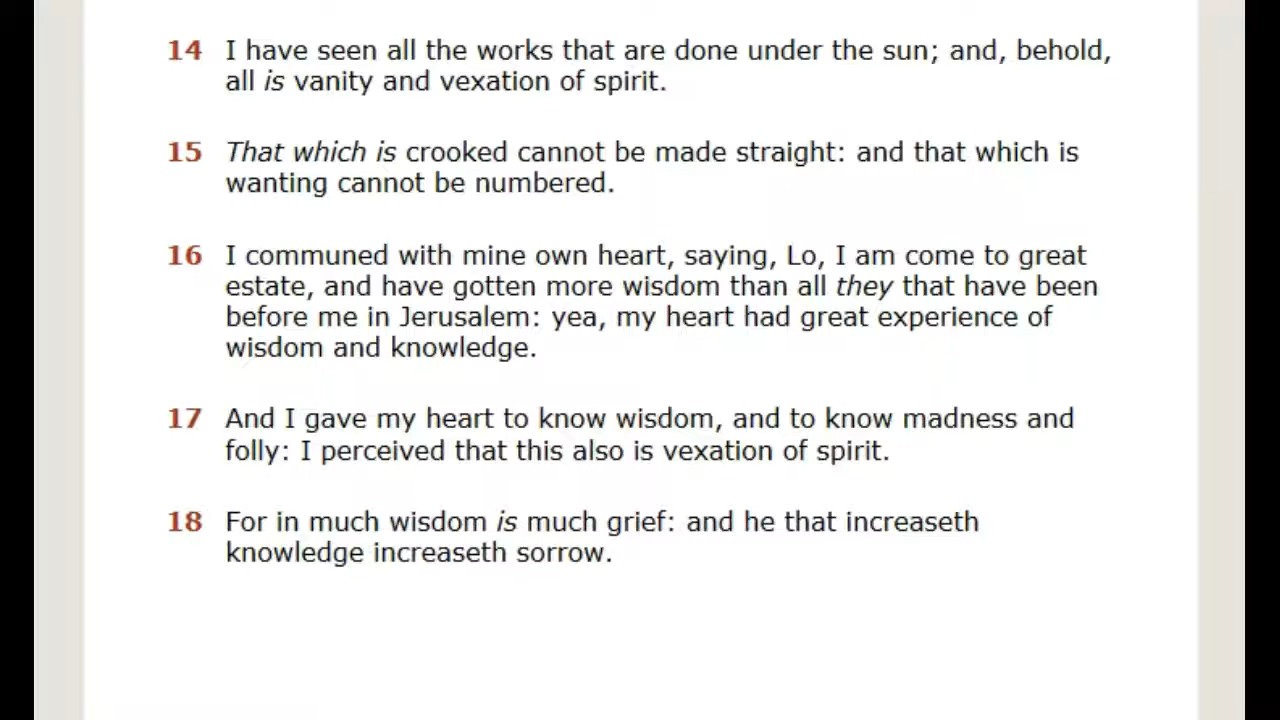 14 I have seen all the works that are done under the sun; and, behold,
all is vanity and vexation of spirit.
15 That which is crooked cannot be made straight: and that which is
wanting cannot be numbered.
16 I communed with mine own heart, saying, Lo, I am come to great
estate, and have gotten more wisdom than all they that have been
before me in Jerusalem: yea, my heart had great experience of
wisdom and knowledge.
17 And I gave my heart to know wisdom, and to know madness and
folly: I perceived that this also is vexation of spirit.
18 For in much wisdom is much grief: and he that increaseth
knowledge increaseth sorrow.